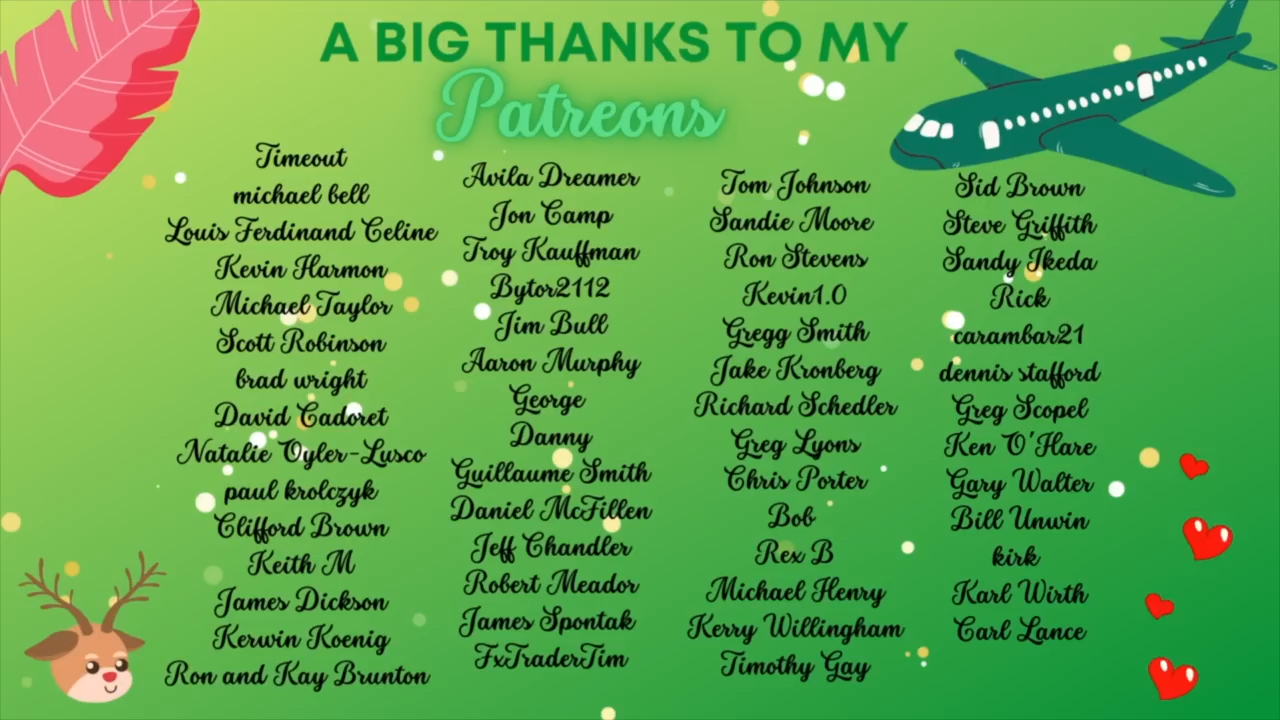 A BIG THANKS TO MY
Patreons
Timeout
michael bell
Louis Ferdinand Celine
Kevin Harmon
Michael Taylor
Scott Robinson
brad wright
David Cadoret
Natalie Oyler-Lusco
paul krolczyk
Clifford Brown
Keith M
James Dickson
Kerwin Koenig
Ron and Kay Brunton
Avila Dreamer
Jon Camp
Troy Kauffman
Bytor2112
Jim Bull
Aaron Murphy
George
Danny
Guillaume Smith
Daniel McFillen
Jeff Chandler
Robert Meador
James Spontak
FxTraderTim
Tom Johnson
Sandie Moore
Ron Stevens
Kevin1.0
Gregg Smith
Jake Kronberg
Richard Schedler
Greg Lyons
Chris Porter
Bob
Rex B
Michael Henry
Kerry Willingham
Timothy Gay
Sid Brown
Steve Griffith
Sandy Ikeda
Rick
carambar21
dennis stafford
Greg Scopel
Ken O'Hare
Gary Walter
Bill Unwin
kirk
Karl Wirth
Carl Lance